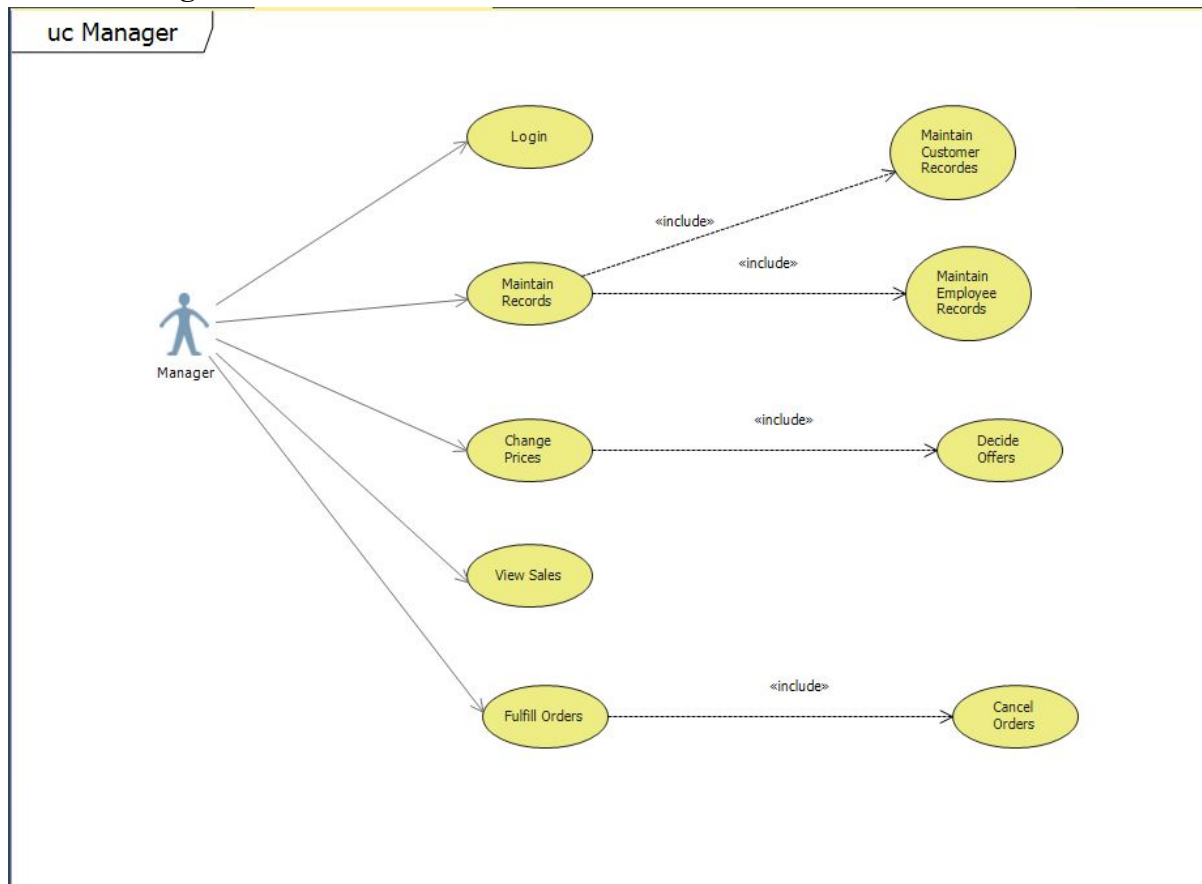 uc Manager
Login
Maintain
Customer
Recordes
«include»
«include»
Maintain
Records
Maintain
Employee
Records
Manager
«include»
Change
Prices
Decide
Offers
View Sales
«include»
Fulfill Orders
Cancel
Orders